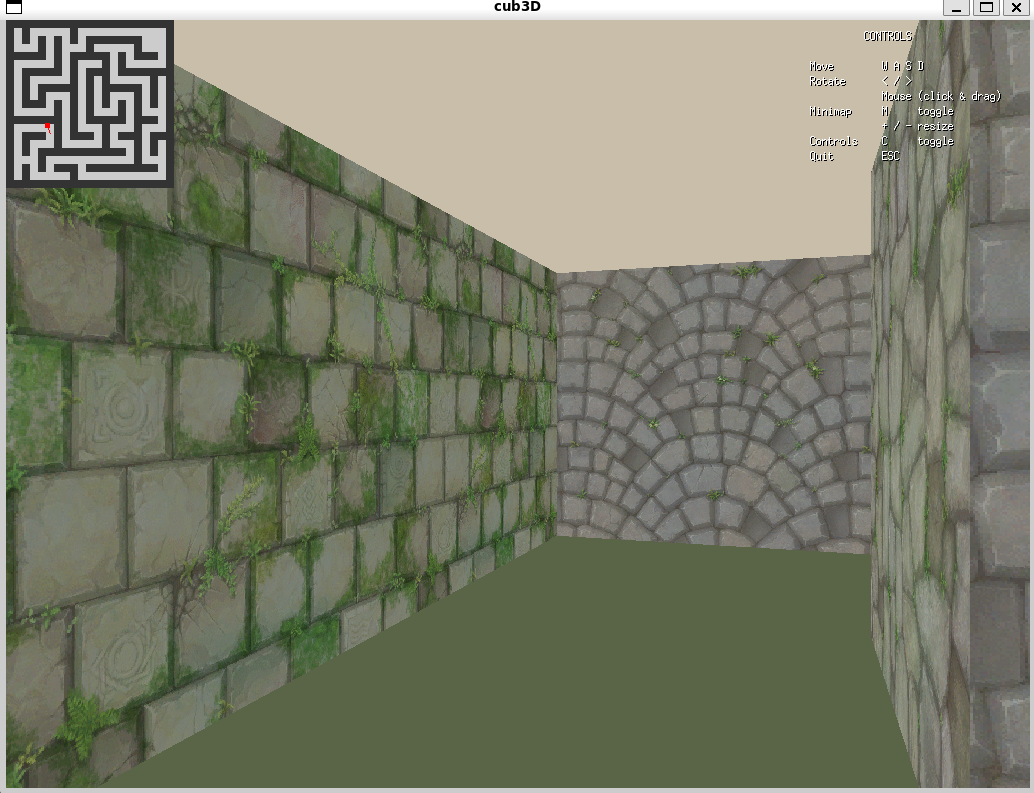 cub3D
CONTROLS
Move W A S D
Rotate < / >
Mouse (click & drag)
Minimap M toggle
+ / - resize
Controls C toggle
Quit ESC